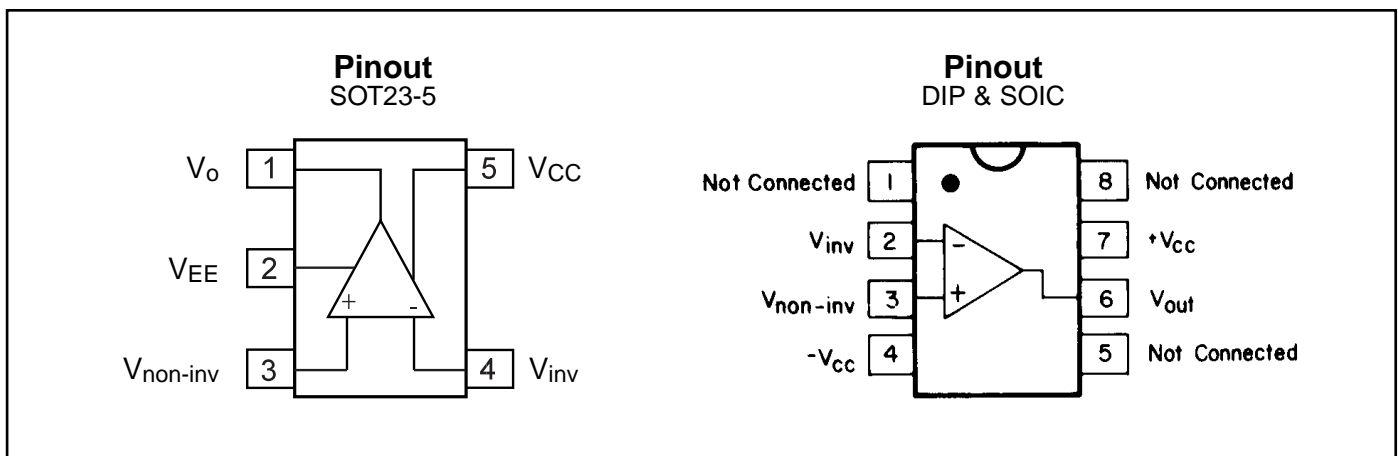 Pinout
SOT23-5
Vo 1
5 VCC
VEE 2
+ -
Vnon-inv 3
4 Vinv
Pinout
DIP & SOIC
Not Connected 1
8 Not Connected
Vinv 2 -
7 +Vcc
Vnon-inv 3 +
6 Vout
-Vcc 4
5 Not Connected